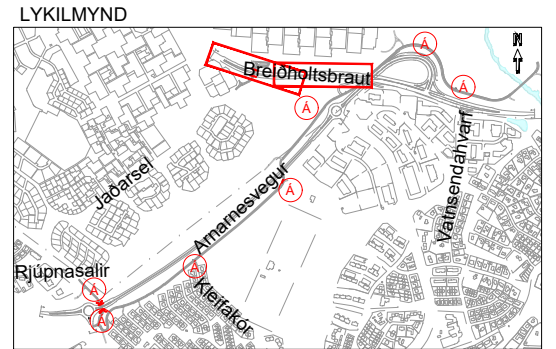 LYKILMYND
Á
N
Breiðholtsbraut
Á
Á
Á
Jaðarsel
Arnarnesvegur
Vatnsendahvarf
Rjúpnasalir
Á
Kleifakór
Á
Á